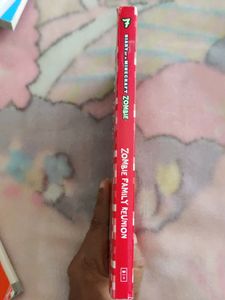 7
DIARY OF A MINECRAFT ZOMBIE
ZOMBIE FAMILY REUNION